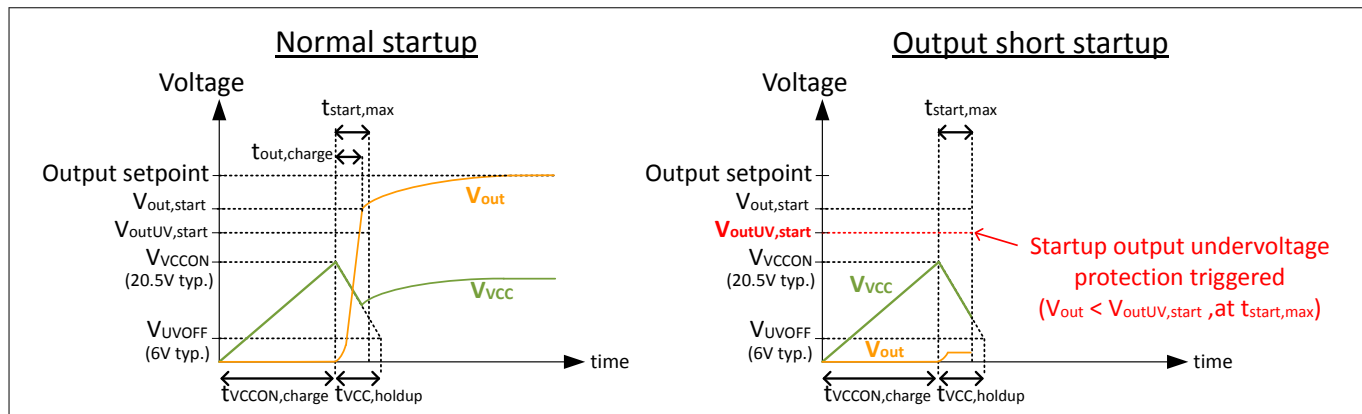 Normal startup
Voltage
tstart,max
tout,charge
Output setpoint
Vout,start
VoutUV,start
VVCCON
(20.5V typ.)
VUVOFF
(6V typ.)
Vout
VVCC
time
tVCCON,charge
tVCC,holdup
Output short startup
Voltage
tstart,max
Output setpoint
Vout,start
VoutUV,start
VVCCON
(20.5V typ.)
VVCC
VUVOFF
(6V typ.)
Vout
Startup output undervoltage
protection triggered
(Vout < VoutUV,start ,at tstart,max)
time
tVCCON,charge
tVCC,holdup